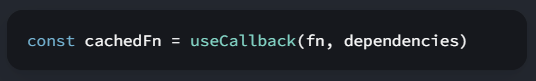 const cachedFn = useCallback(fn, dependencies)